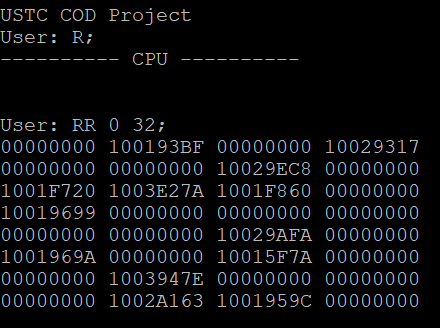 USTC COD Project
User: R;
---------- CPU ----------
User: RR 0 32;
00000000 100193BF 00000000 10029317
00000000 00000000 10029EC8 00000000
1001F720 1003E27A 1001F860 00000000
10019699 00000000 00000000 00000000
00000000 00000000 10029AFA 00000000
1001969A 00000000 10015F7A 00000000
00000000 1003947E 00000000 00000000
00000000 1002A163 1001959C 00000000